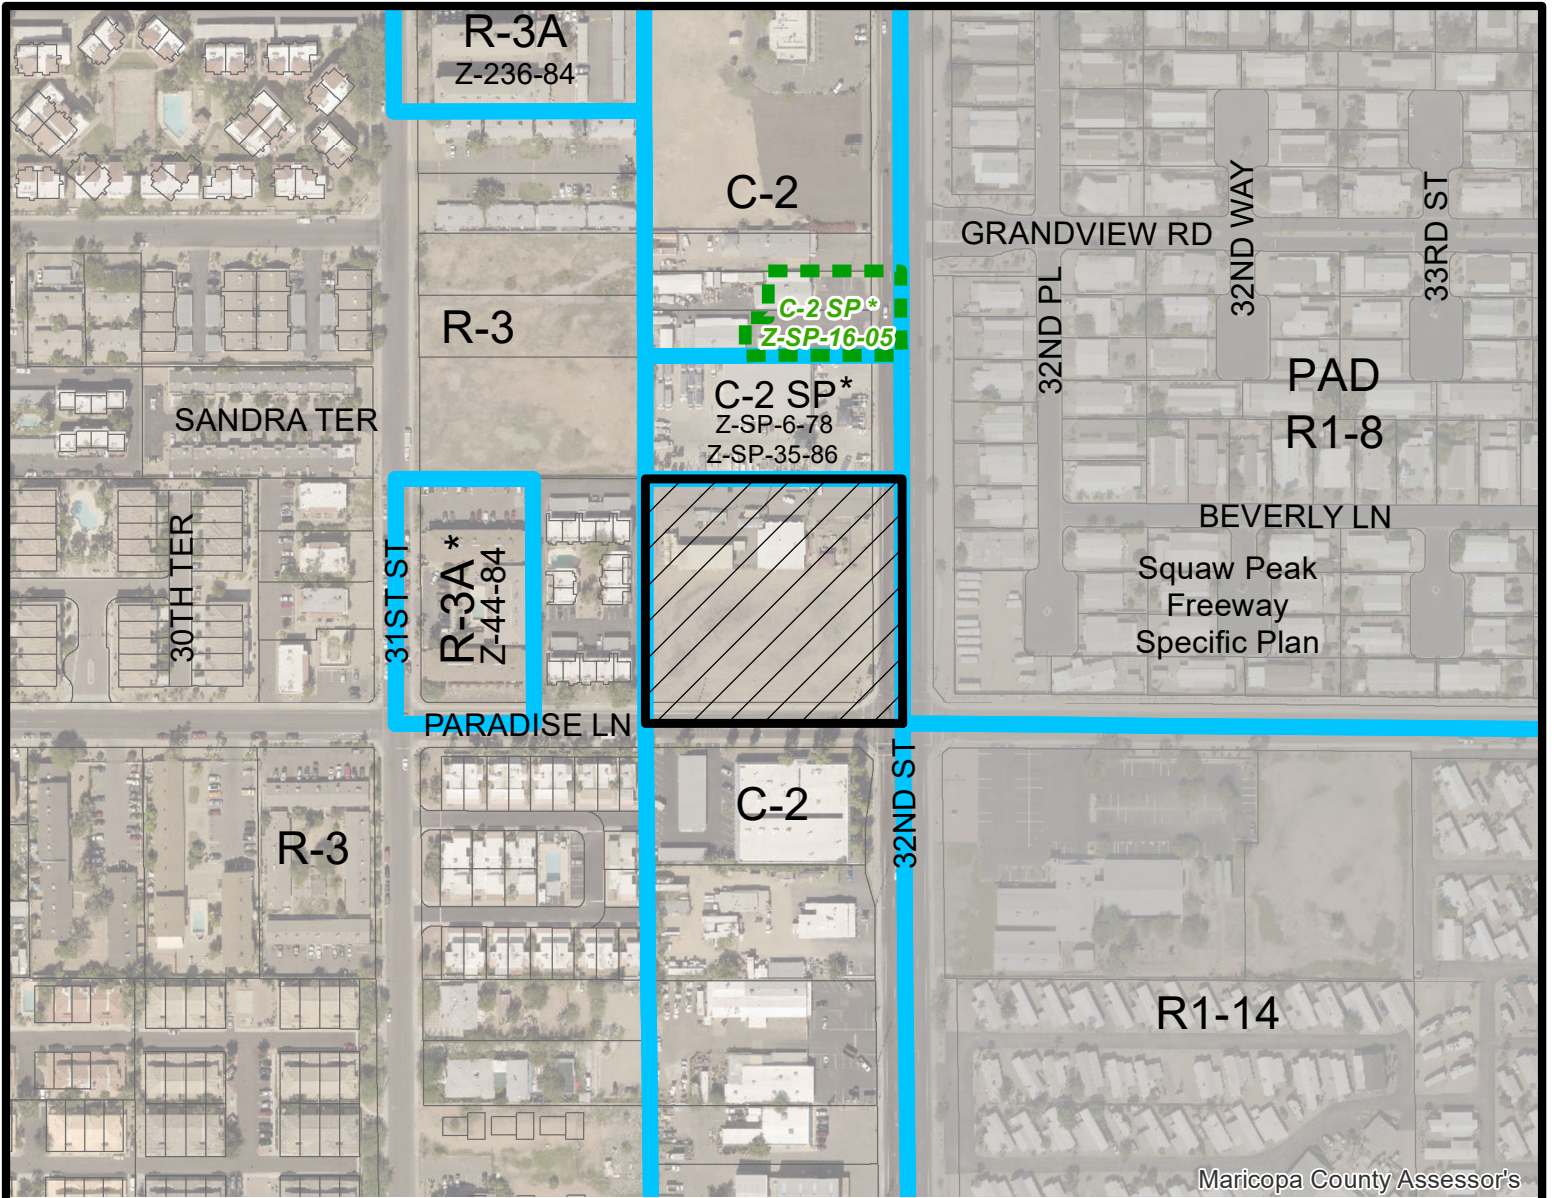 R-3A
Z-236-84
C-2
GRANDVIEW RD
32ND WAY
33RD ST
32ND PL
C-2 SP *
Z-SP-16-05
R-3
PAD
R1-8
C-2 SP*
Z-SP-6-78
Z-SP-35-86
SANDRA TER
BEVERLY LN
30TH TER
31ST ST
R-3A *
Z-44-84
Squaw Peak
Freeway
Specific Plan
PARADISE LN
32ND ST
C-2
R-3
R1-14
Maricopa County Assessor's